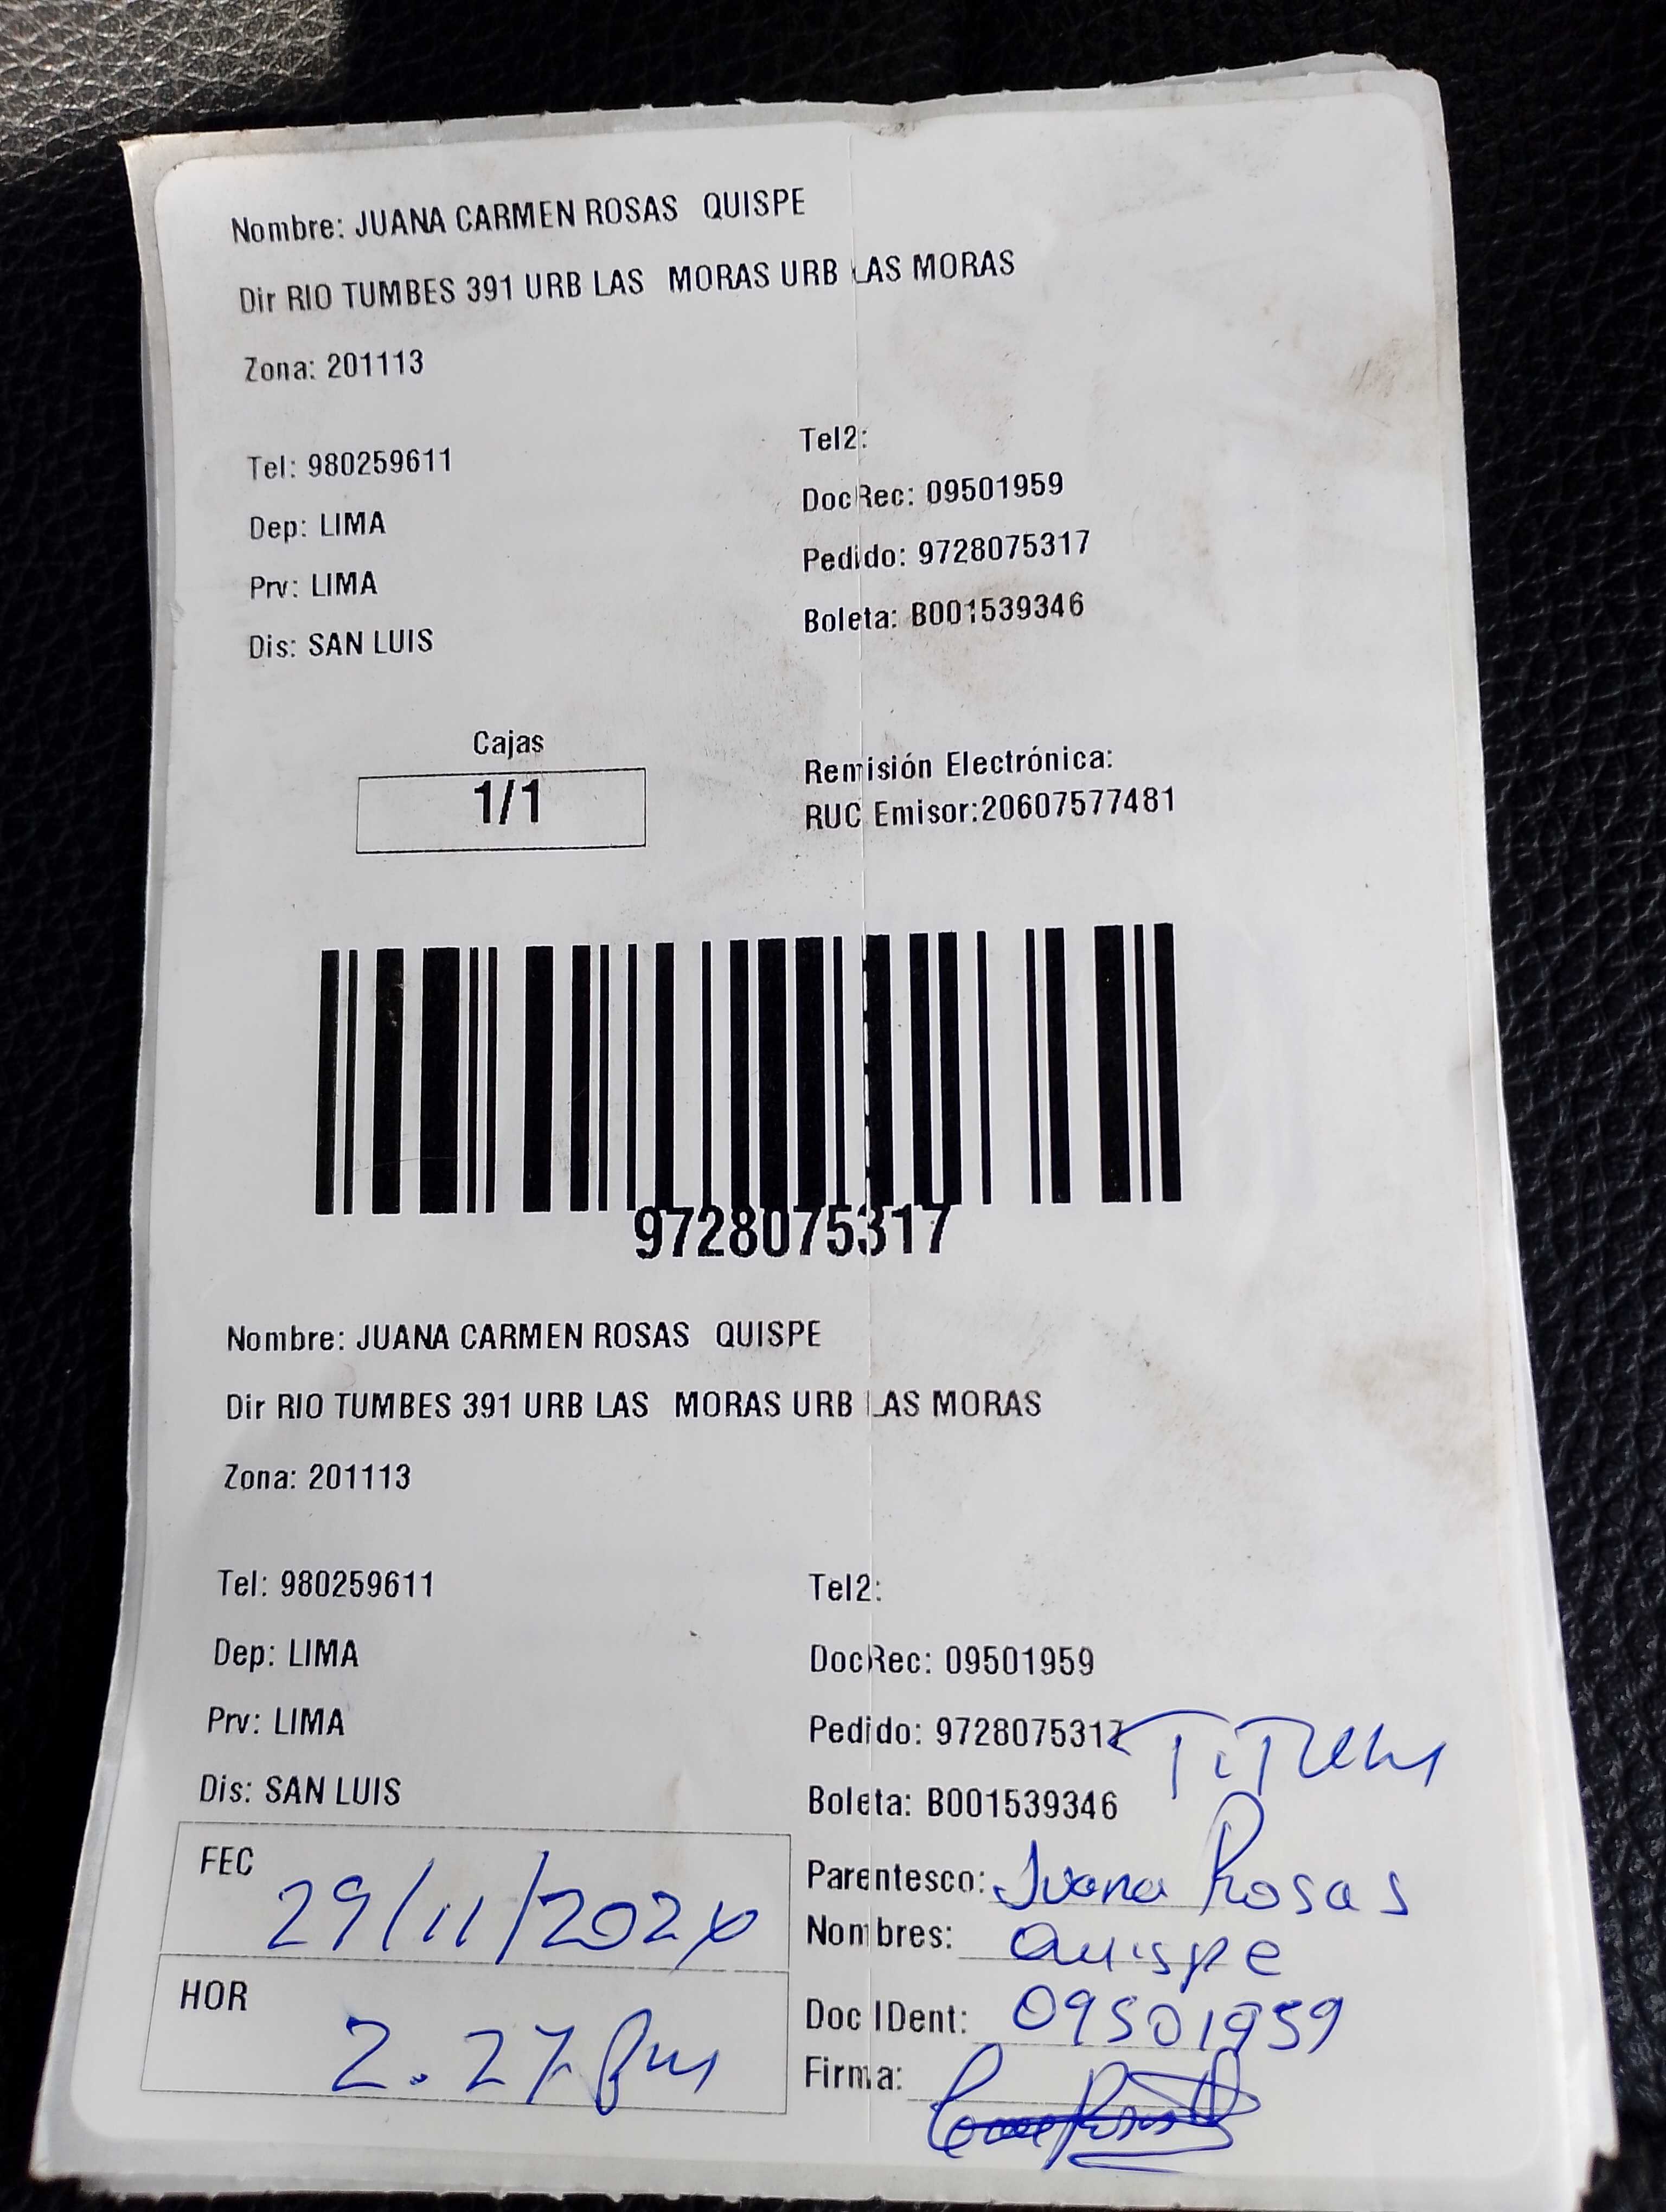 Nombre: JUANA CARMEN ROSAS QUISPE
Dir RIO TUMBES 391 URB LAS MORAS URB LAS MORAS
Zona: 201113
Tel: 980259611
Tel2:
Dep: LIMA
DocRec: 09501959
Prv: LIMA
Pedido: 9728075317
Dis: SAN LUIS
Boleta: B001539346
Cajas
1/1
Remisión Electrónica:
RUC Emisor:20607577481
9728075317
Nombre: JUANA CARMEN ROSAS QUISPE
Dir RIO TUMBES 391 URB LAS MORAS URB LAS MORAS
Zona: 201113
Tel: 980259611
Tel2:
Dep: LIMA
DocRec: 09501959
Prv: LIMA
Pedido: 9728075317
Dis: SAN LUIS
Boleta: B001539346
FEC 29/11/2024
Parentesco: Juana Rosas
Nombres: Quispe
HOR 2.27 pm
Doc IDent: 09501959
Firma: